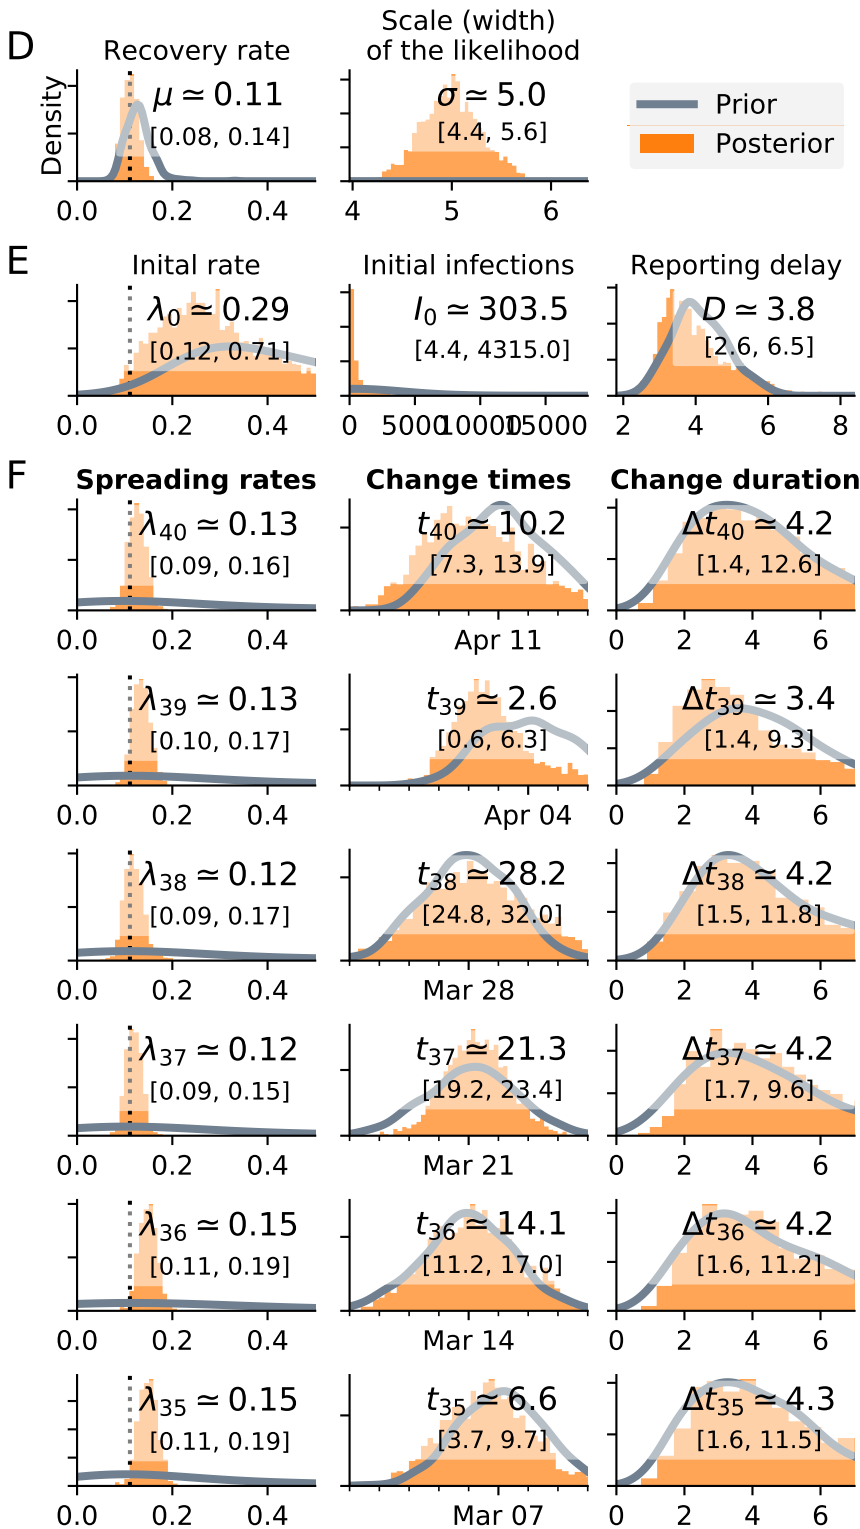 D
Recovery rate
Scale (width)
of the likelihood
Density
μ ≃ 0.11
[0.08, 0.14]
σ ≃ 5.0
[4.4, 5.6]
Prior
Posterior
0.0 0.2 0.4
4 5 6
E
Inital rate
Initial infections
Reporting delay
λ0 ≃ 0.29
[0.12, 0.71]
I0 ≃ 303.5
[4.4, 4315.0]
D ≃ 3.8
[2.6, 6.5]
0.0 0.2 0.4
0 5000 10000 15000
2 4 6 8
F
Spreading rates
Change times
Change duration
λ40 ≃ 0.13
[0.09, 0.16]
t40 ≃ 10.2
[7.3, 13.9]
Δt40 ≃ 4.2
[1.4, 12.6]
0.0 0.2 0.4
Apr 11
0 2 4 6
λ39 ≃ 0.13
[0.10, 0.17]
t39 ≃ 2.6
[0.6, 6.3]
Δt39 ≃ 3.4
[1.4, 9.3]
0.0 0.2 0.4
Apr 04
0 2 4 6
λ38 ≃ 0.12
[0.09, 0.17]
t38 ≃ 28.2
[24.8, 32.0]
Δt38 ≃ 4.2
[1.5, 11.8]
0.0 0.2 0.4
Mar 28
0 2 4 6
λ37 ≃ 0.12
[0.09, 0.15]
t37 ≃ 21.3
[19.2, 23.4]
Δt37 ≃ 4.2
[1.7, 9.6]
0.0 0.2 0.4
Mar 21
0 2 4 6
λ36 ≃ 0.15
[0.11, 0.19]
t36 ≃ 14.1
[11.2, 17.0]
Δt36 ≃ 4.2
[1.6, 11.2]
0.0 0.2 0.4
Mar 14
0 2 4 6
λ35 ≃ 0.15
[0.11, 0.19]
t35 ≃ 6.6
[3.7, 9.7]
Δt35 ≃ 4.3
[1.6, 11.5]
0.0 0.2 0.4
Mar 07
0 2 4 6